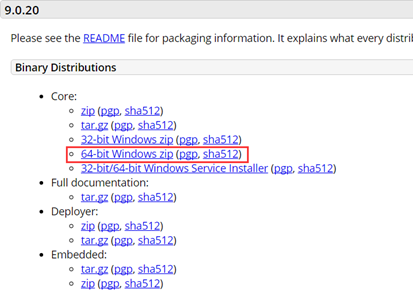 9.0.20
Please see the README file for packaging information. It explains what every
Binary Distributions
Core:
zip (pgp, sha512)
tar.gz (pgp, sha512)
32-bit Windows zip (pgp, sha512)
64-bit Windows zip (pgp, sha512)
32-bit/64-bit Windows Service Installer (pgp, sha512)
Full documentation:
tar.gz (pgp, sha512)
Deployer:
zip (pgp, sha512)
tar.gz (pgp, sha512)
Embedded:
tar.gz (pgp, sha512)
zip (pgp, sha512)